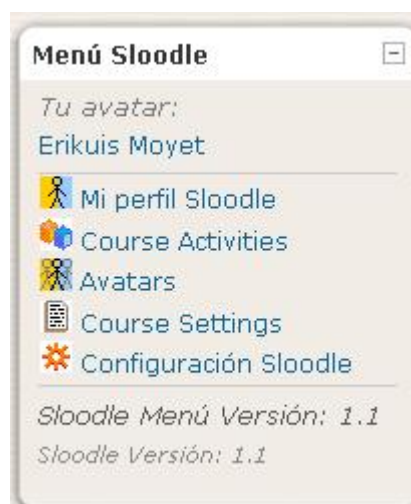 Menú Sloodle
Tu avatar:
Erikuis Moyet
Mi perfil Sloodle
Course Activities
Avatars
Course Settings
Configuración Sloodle
Sloodle Menú Versión: 1.1
Sloodle Versión: 1.1